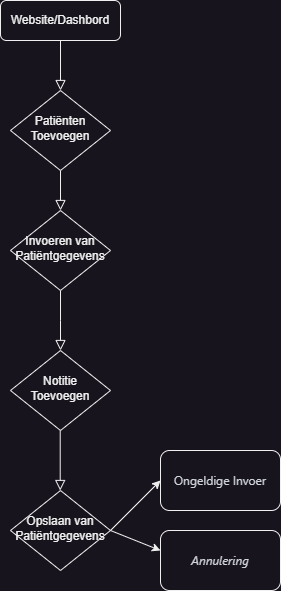 Website/Dashbord
Patiënten
Toevoegen
Invoeren van
Patiëntgegevens
Notitie
Toevoegen
Opslaan van
Patiëntgegevens
Ongeldige Invoer
Annulering